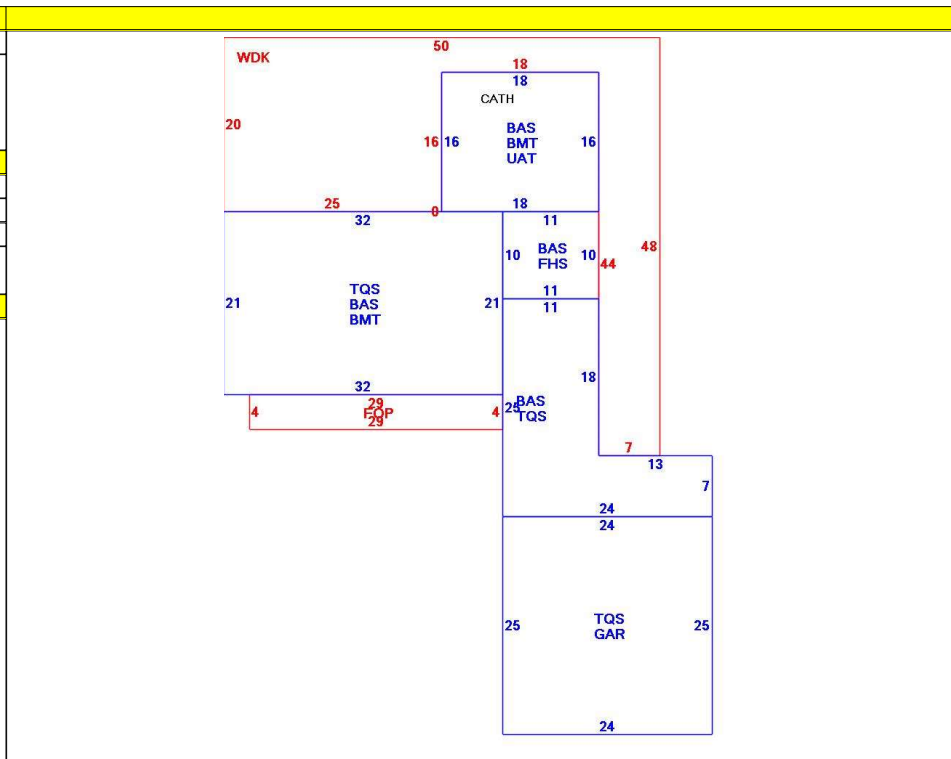 50
WDK
18
18
CATH
20
16 16
BAS
BMT
UAT
16
25
0
18
32
11
48
10
BAS
FHS
10
44
21
TQS
BAS
BMT
21
11
11
18
32
29
4
FOP
4
29
25
BAS
TQS
7
13
7
24
24
25
TQS
GAR
25
24